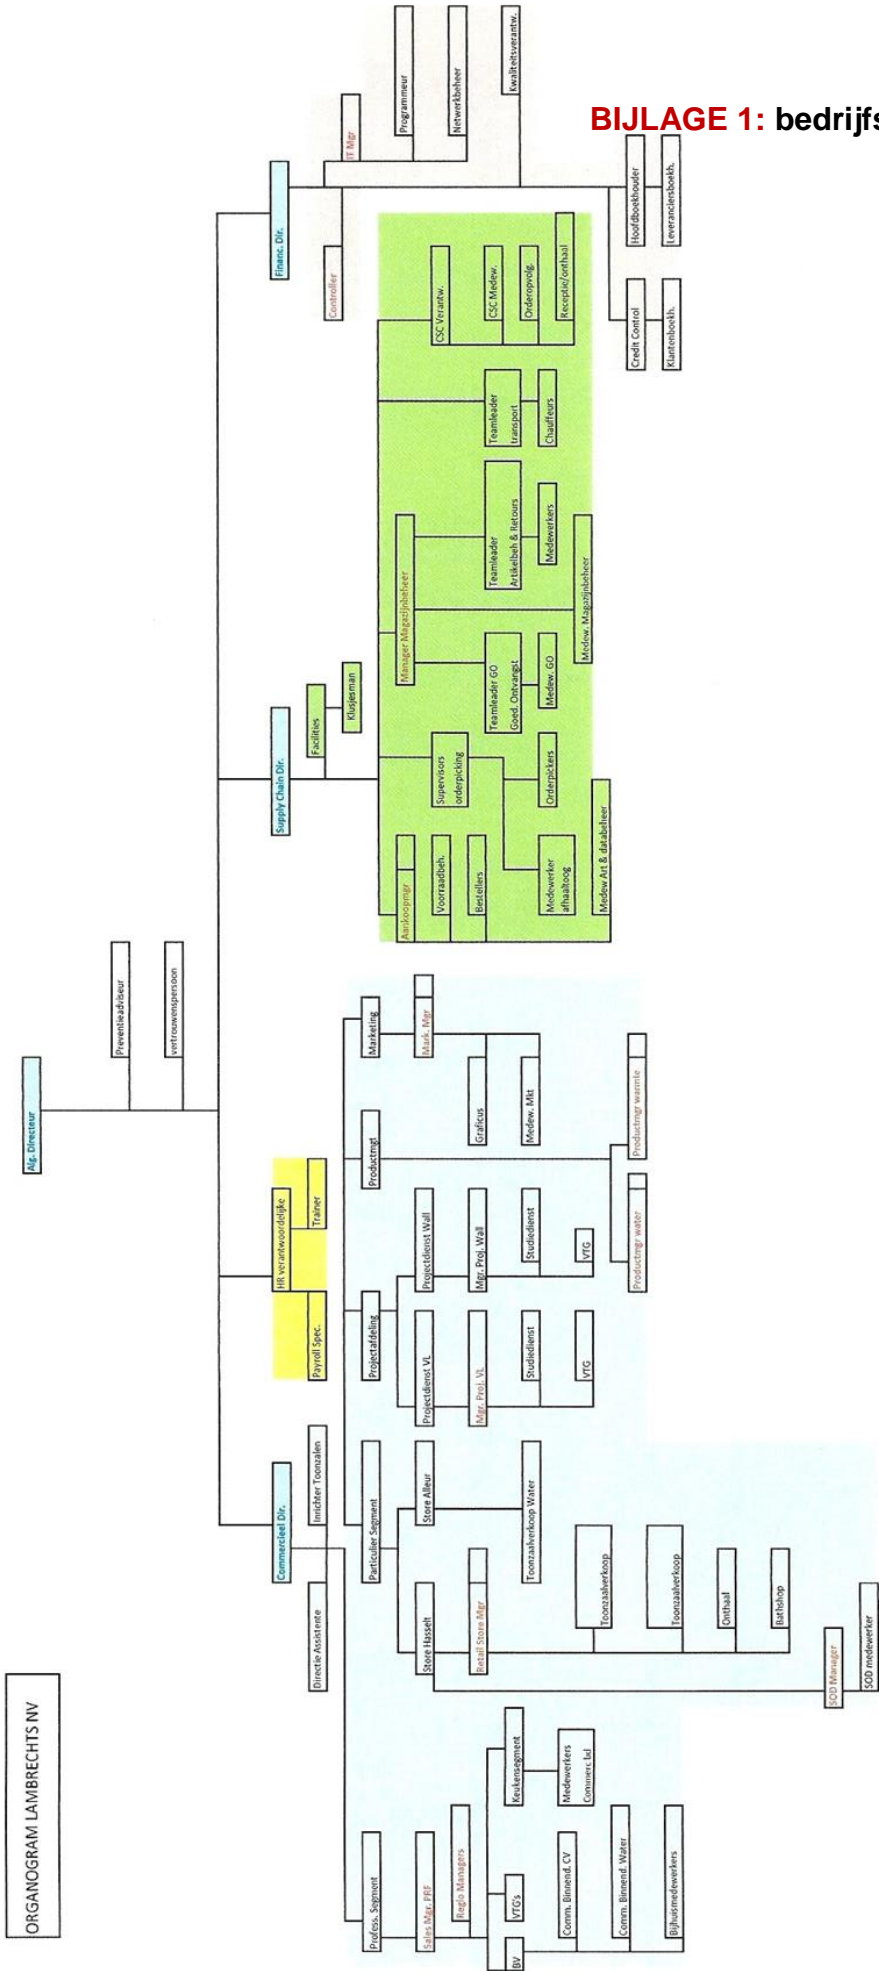 BIJLAGE 1: bedrijfs
ORGANOGRAM LAMBRECHTS NV
Alg. Directeur
Preventieadviseur
vertrouwenspersoon
Commercieel Dir.
HR verantwoordelijke
Supply Chain Dir.
Financ. Dir.
Directie Assistente
Inrichter Toonzalen
Payroll Spec.
Trainer
Facilities
Klusjesman
Controller
IT Mgr
Programmeur
Netwerkbeheer
Kwaliteitsverantw.
Credit Control
Hoofdboekhouder
Klantenboekh.
Leveranciersboekh.
Profess. Segment
Sales Mgr. PRF
Regio Managers
BV
VTG's
Keukensegment
Medewerkers
Comm. Binnend. CV
Comm. Binnend. Water
Bijhuismedewerkers
Particulier Segment
Store Hasselt
Store Alleur
Retail Store Mgr
Toonzaalverkoop Water
Toonzaalverkoop
Toonzaalverkoop
Onthaal
Bathshop
SOD Manager
SOD medewerker
Projectafdeling
Projectdienst VL
Projectdienst Wall
Mgr. Proj. VL
Mgr. Proj. Wall
Studiedienst
Studiedienst
VTG
VTG
Productmgt
Productmgr water
Productmgr warmte
Marketing
Mark. Mgr
Graficus
Medew. Mkt
Aankoopmgr
Voorraadbeh.
Bestellers
Medew Art & databeheer
Supervisors
orderpicking
Medewerker
afhaaltoog
Orderpickers
Manager Magazijnbeheer
Teamleader GO
Goed. Ontvangst
Medew. GO
Teamleader
Artikelbeh & Retours
Medewerkers
Medew. Magazijnbeheer
Teamleader
transport
Chauffeurs
CSC Verantw.
CSC Medew.
Orderopvolg.
Receptie/onthaal